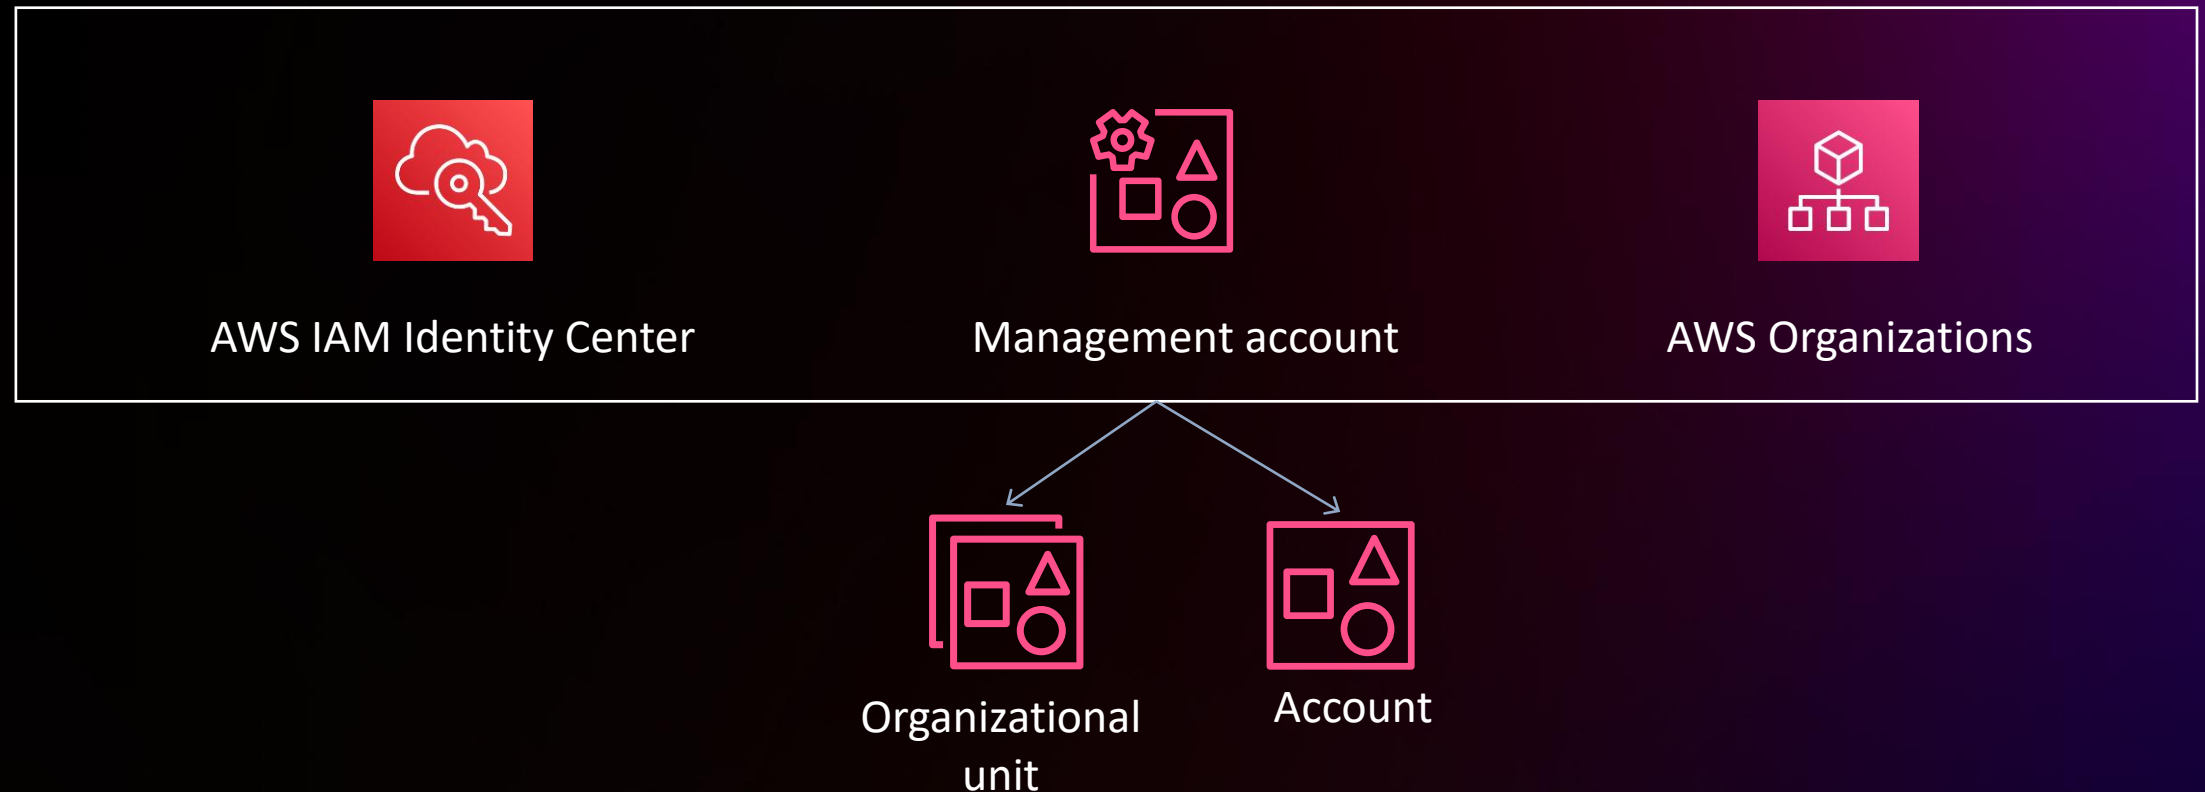 AWS IAM Identity Center
Management account
AWS Organizations
Organizational
unit
Account